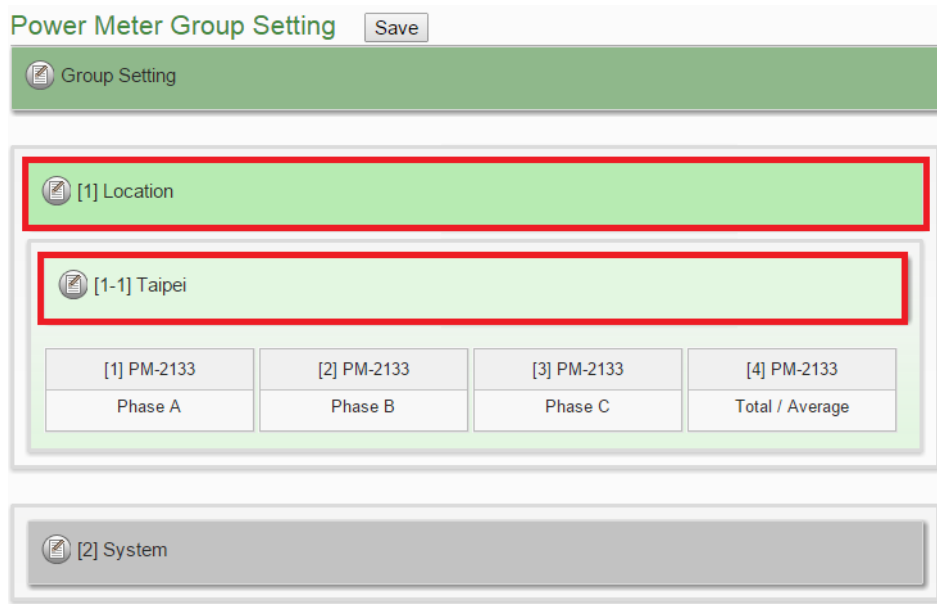 Power Meter Group Setting Save
Group Setting
[1] Location
[1-1] Taipei
[1] PM-2133 [2] PM-2133 [3] PM-2133 [4] PM-2133
Phase A Phase B Phase C Total / Average
[2] System